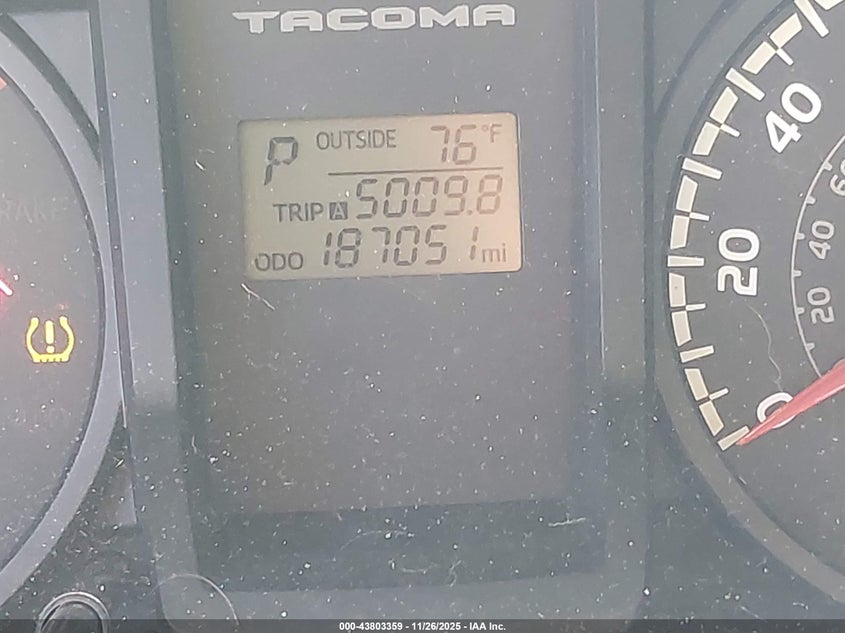 TACOMA
P OUTSIDE 76°F
TRIP A 5009.8
ODO 187051 mi
BRAKE
40
20
0
60
40
20
000-43803359 - 11/26/2025 - IAA Inc.